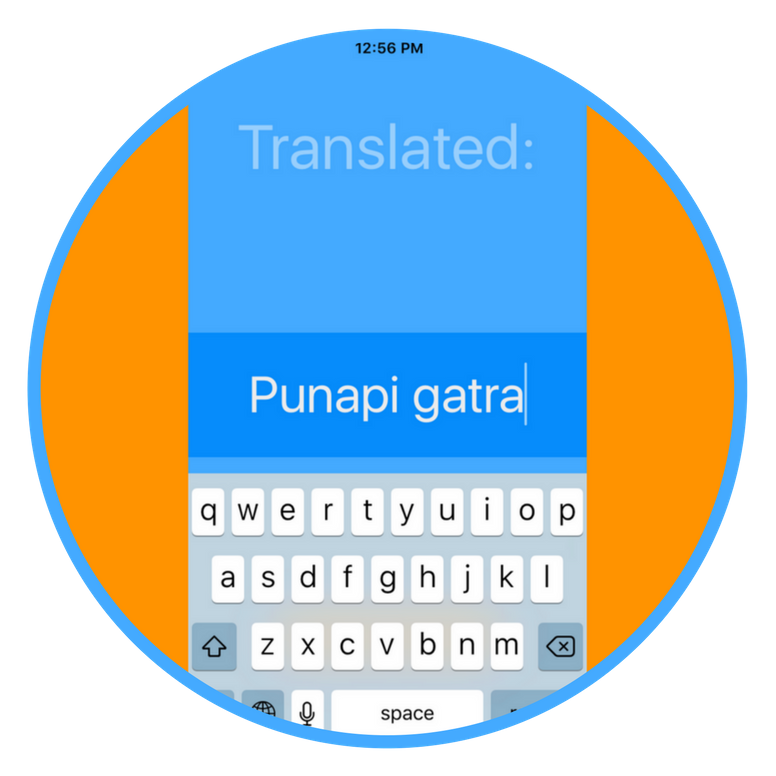 12:56 PM
Translated:
Punapi gatra
q w e r t y u i o p
a s d f g h j k l
z x c v b n m
space